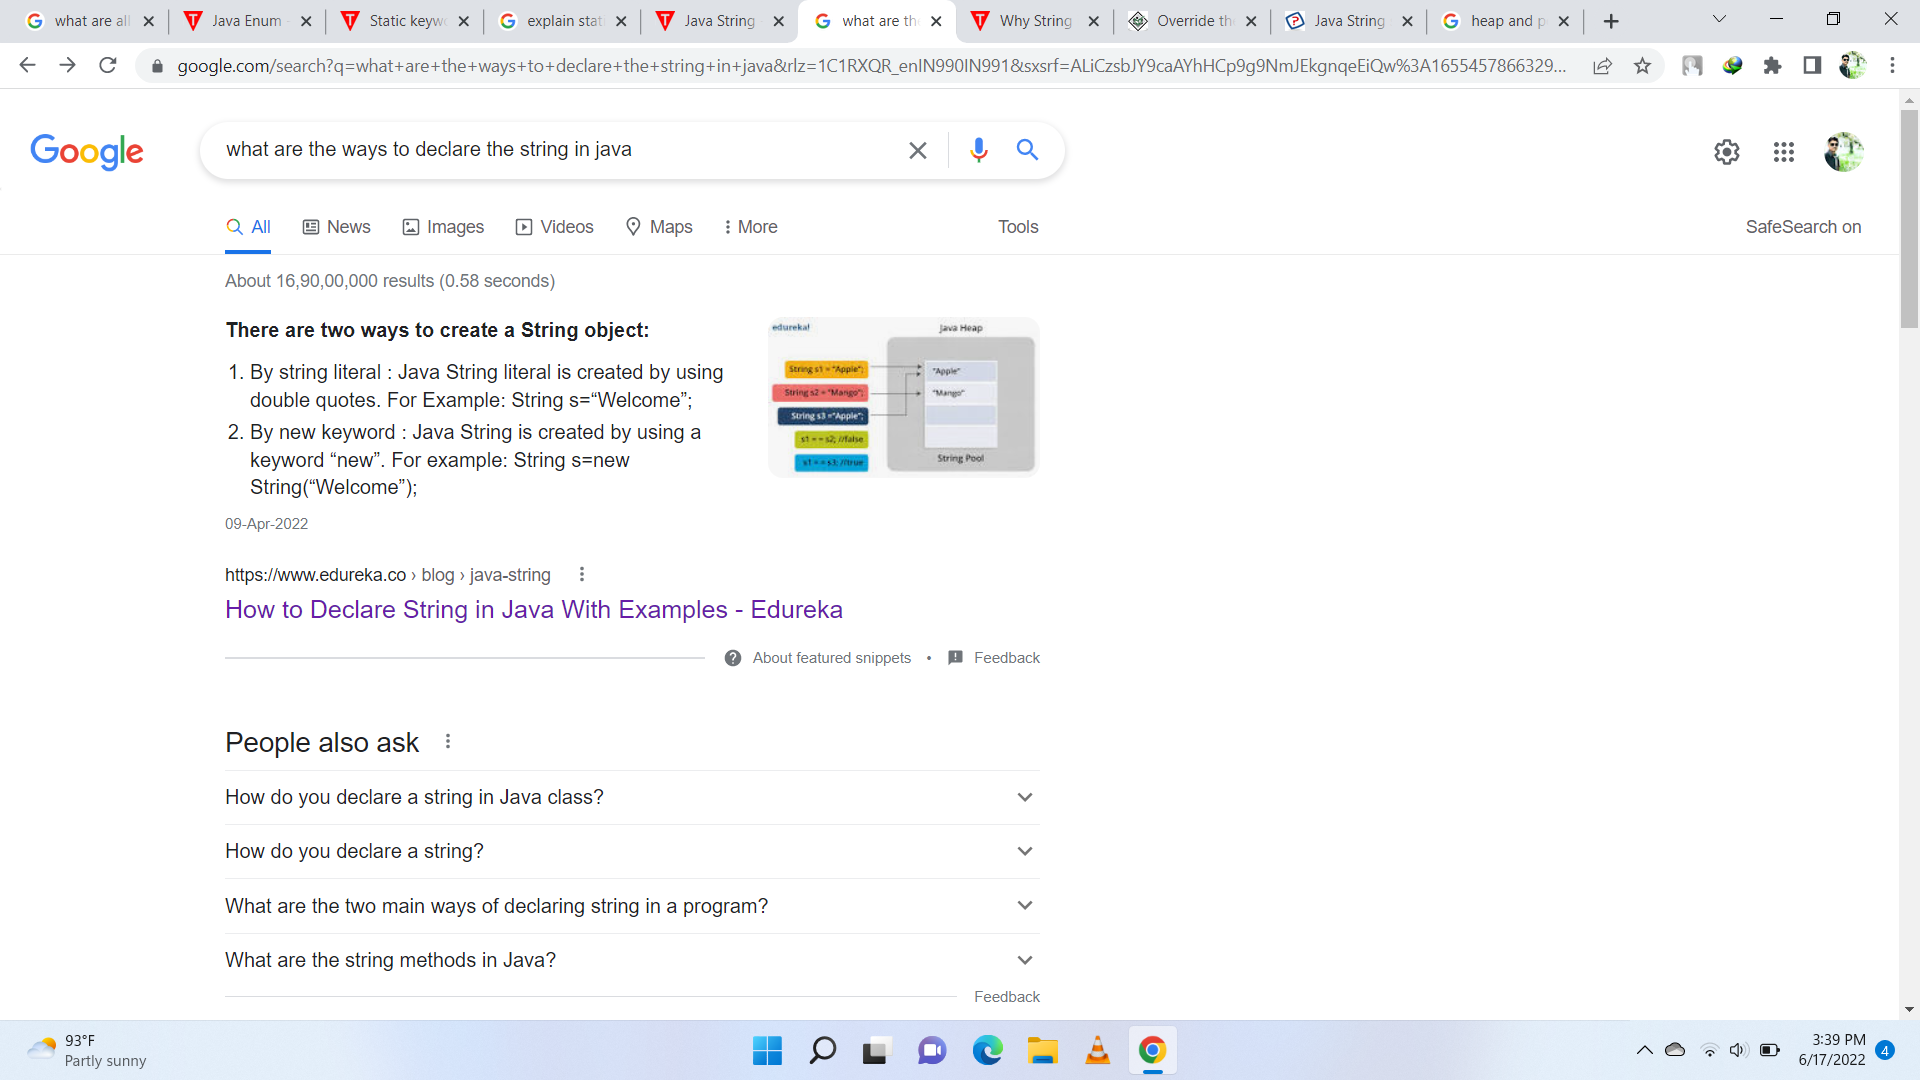 what are all
Java Enum
Static keyw
explain stati
Java String
what are the
Why String
Override the
Java String
heap and p
google.com/search?q=what+are+the+ways+to+declare+the+string+in+java&rlz=1C1RXQR_enIN990IN991&sxsrf=ALiCzsbJY9caAYhHCp9g9NmJEkgnqeEiQw%3A1655457866329...
Google
what are the ways to declare the string in java
All
News
Images
Videos
Maps
More
Tools
SafeSearch on
About 16,90,00,000 results (0.58 seconds)
There are two ways to create a String object:
1. By string literal : Java String literal is created by using
double quotes. For Example: String s=“Welcome”;
2. By new keyword : Java String is created by using a
keyword “new”. For example: String s=new
String(“Welcome”);
09-Apr-2022
edureka!
Java Heap
String s1 = "Apple";
"Apple"
String s2 = "Mango";
"Mango"
String s3 ="Apple";
s1 = = s2; //false
s1 = = s3; //true
String Pool
https://www.edureka.co › blog › java-string
How to Declare String in Java With Examples - Edureka
About featured snippets • Feedback
People also ask
How do you declare a string in Java class?
How do you declare a string?
What are the two main ways of declaring string in a program?
What are the string methods in Java?
Feedback
93°F
Partly sunny
3:39 PM
6/17/2022
4